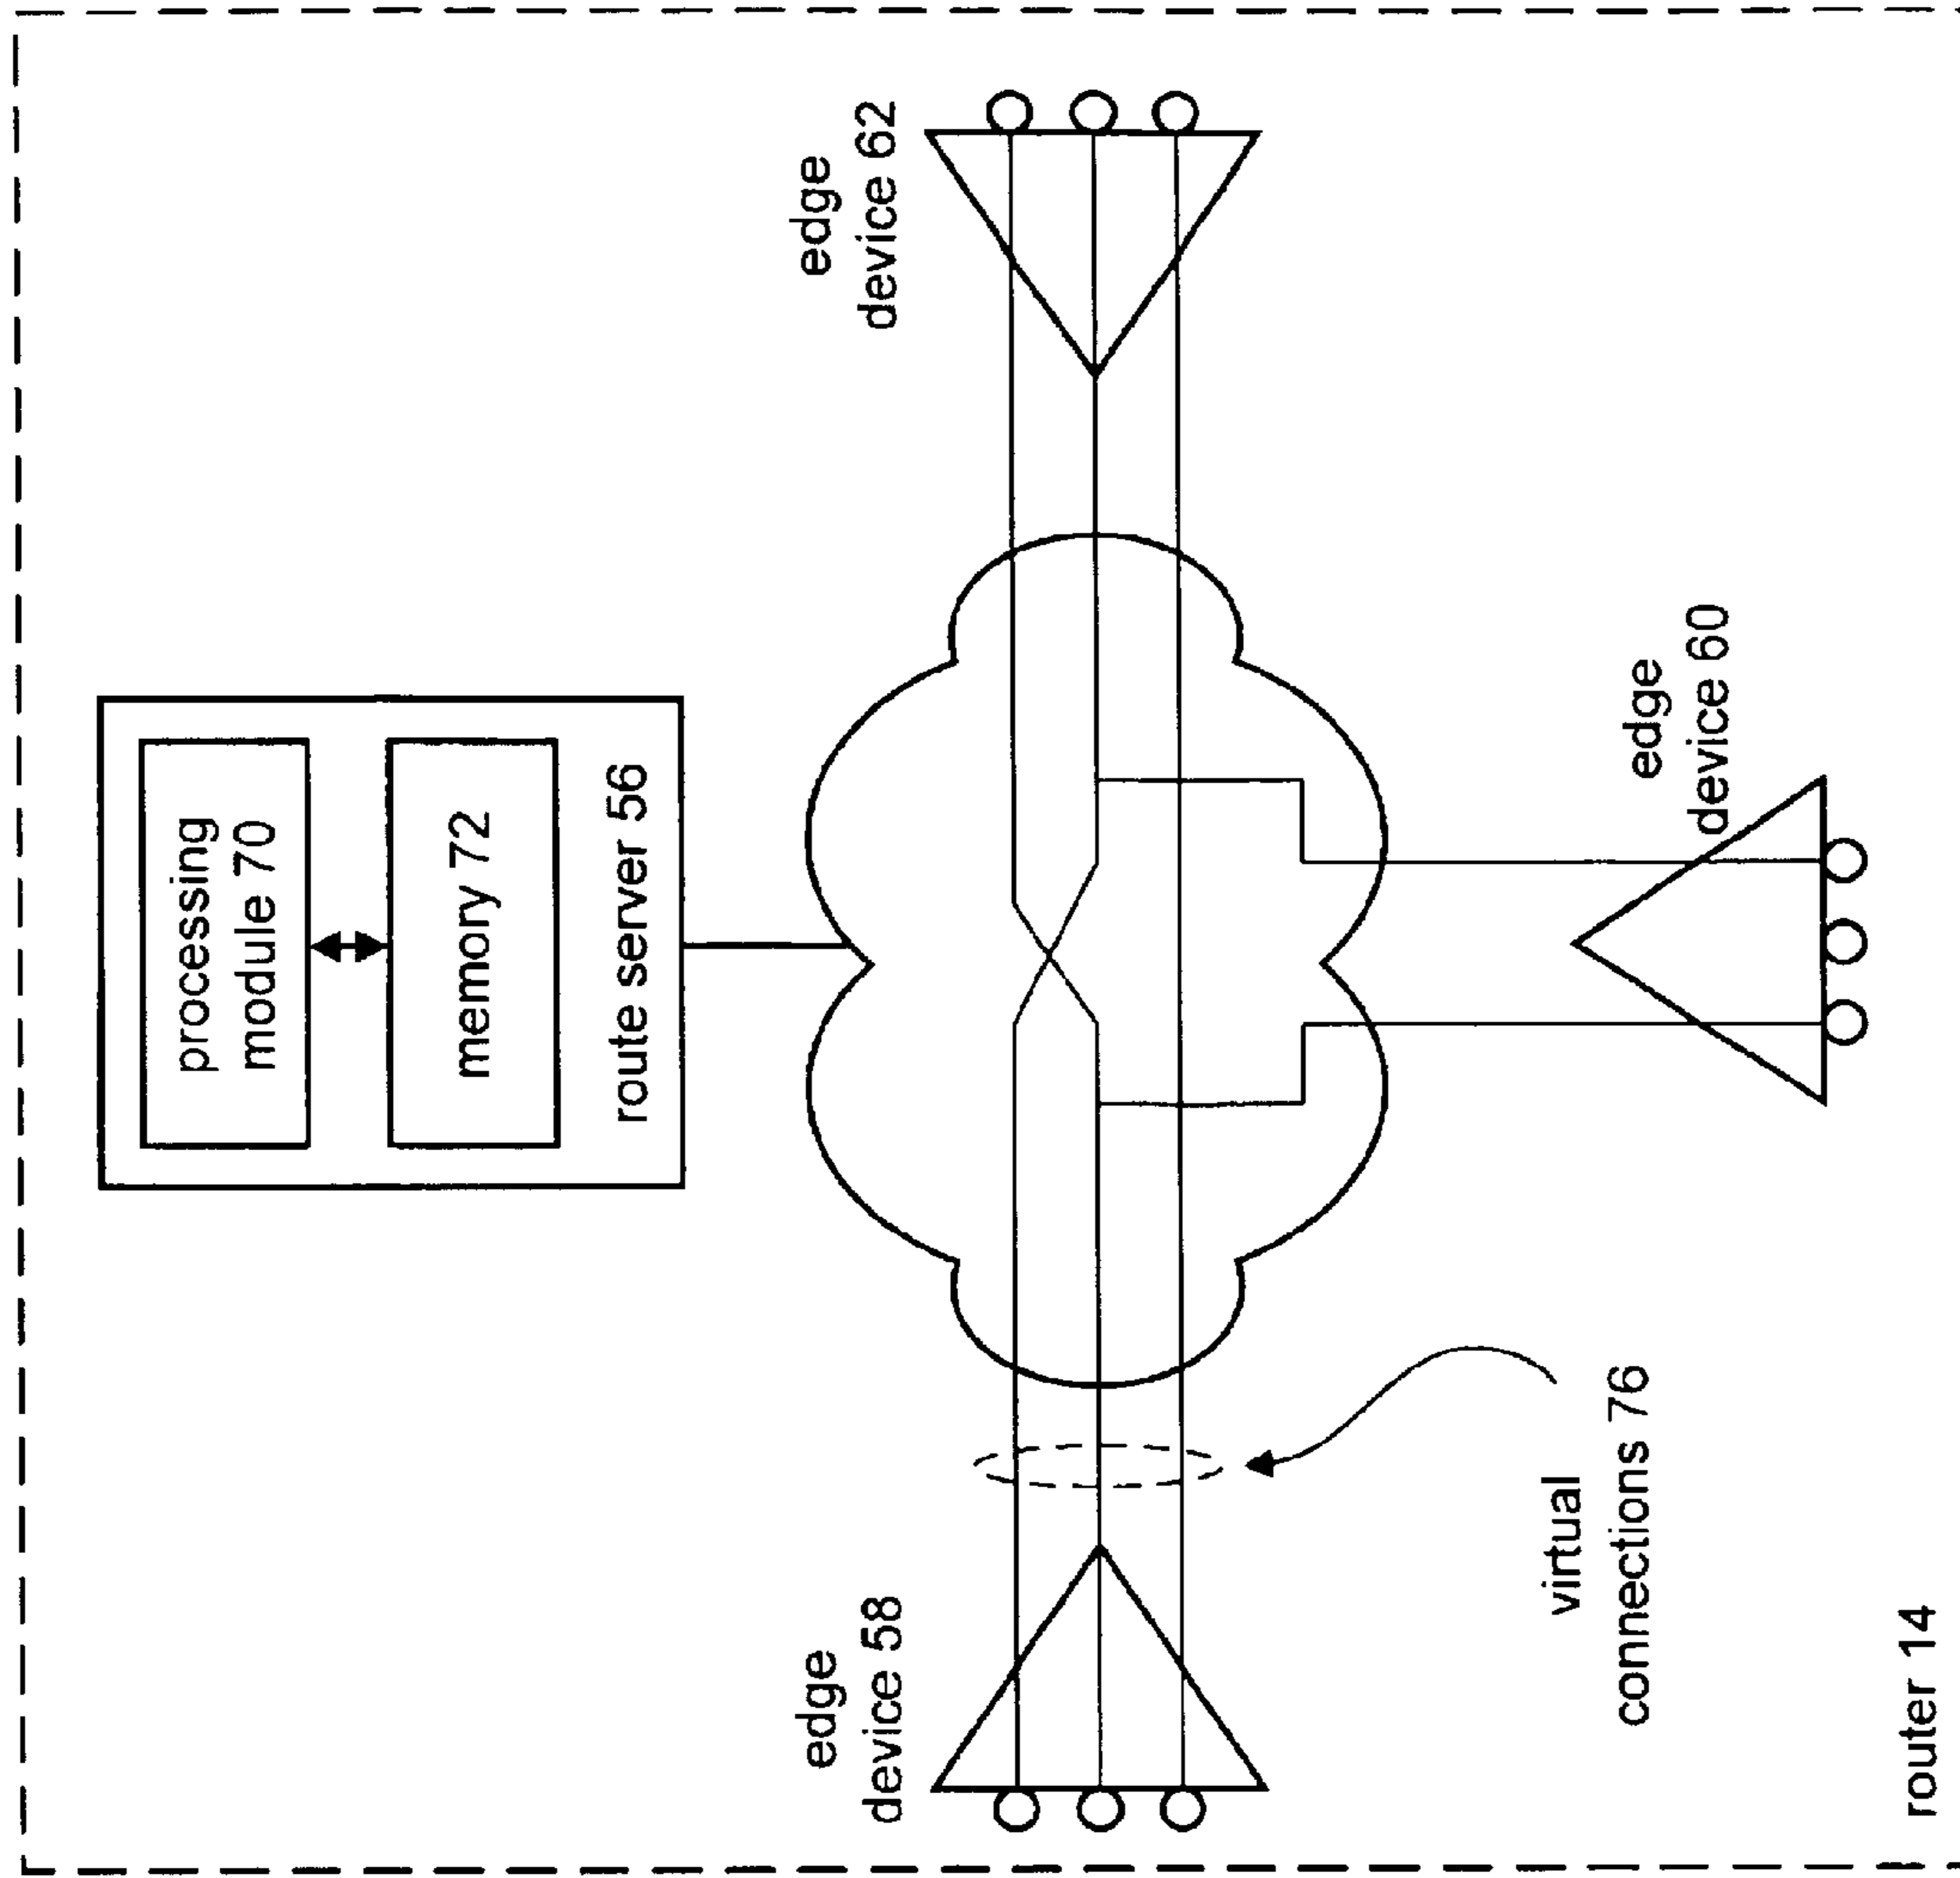 processing
module 70
memory 72
route server 56
edge
device 58
edge
device 62
edge
device 60
virtual
connections 76
router 14